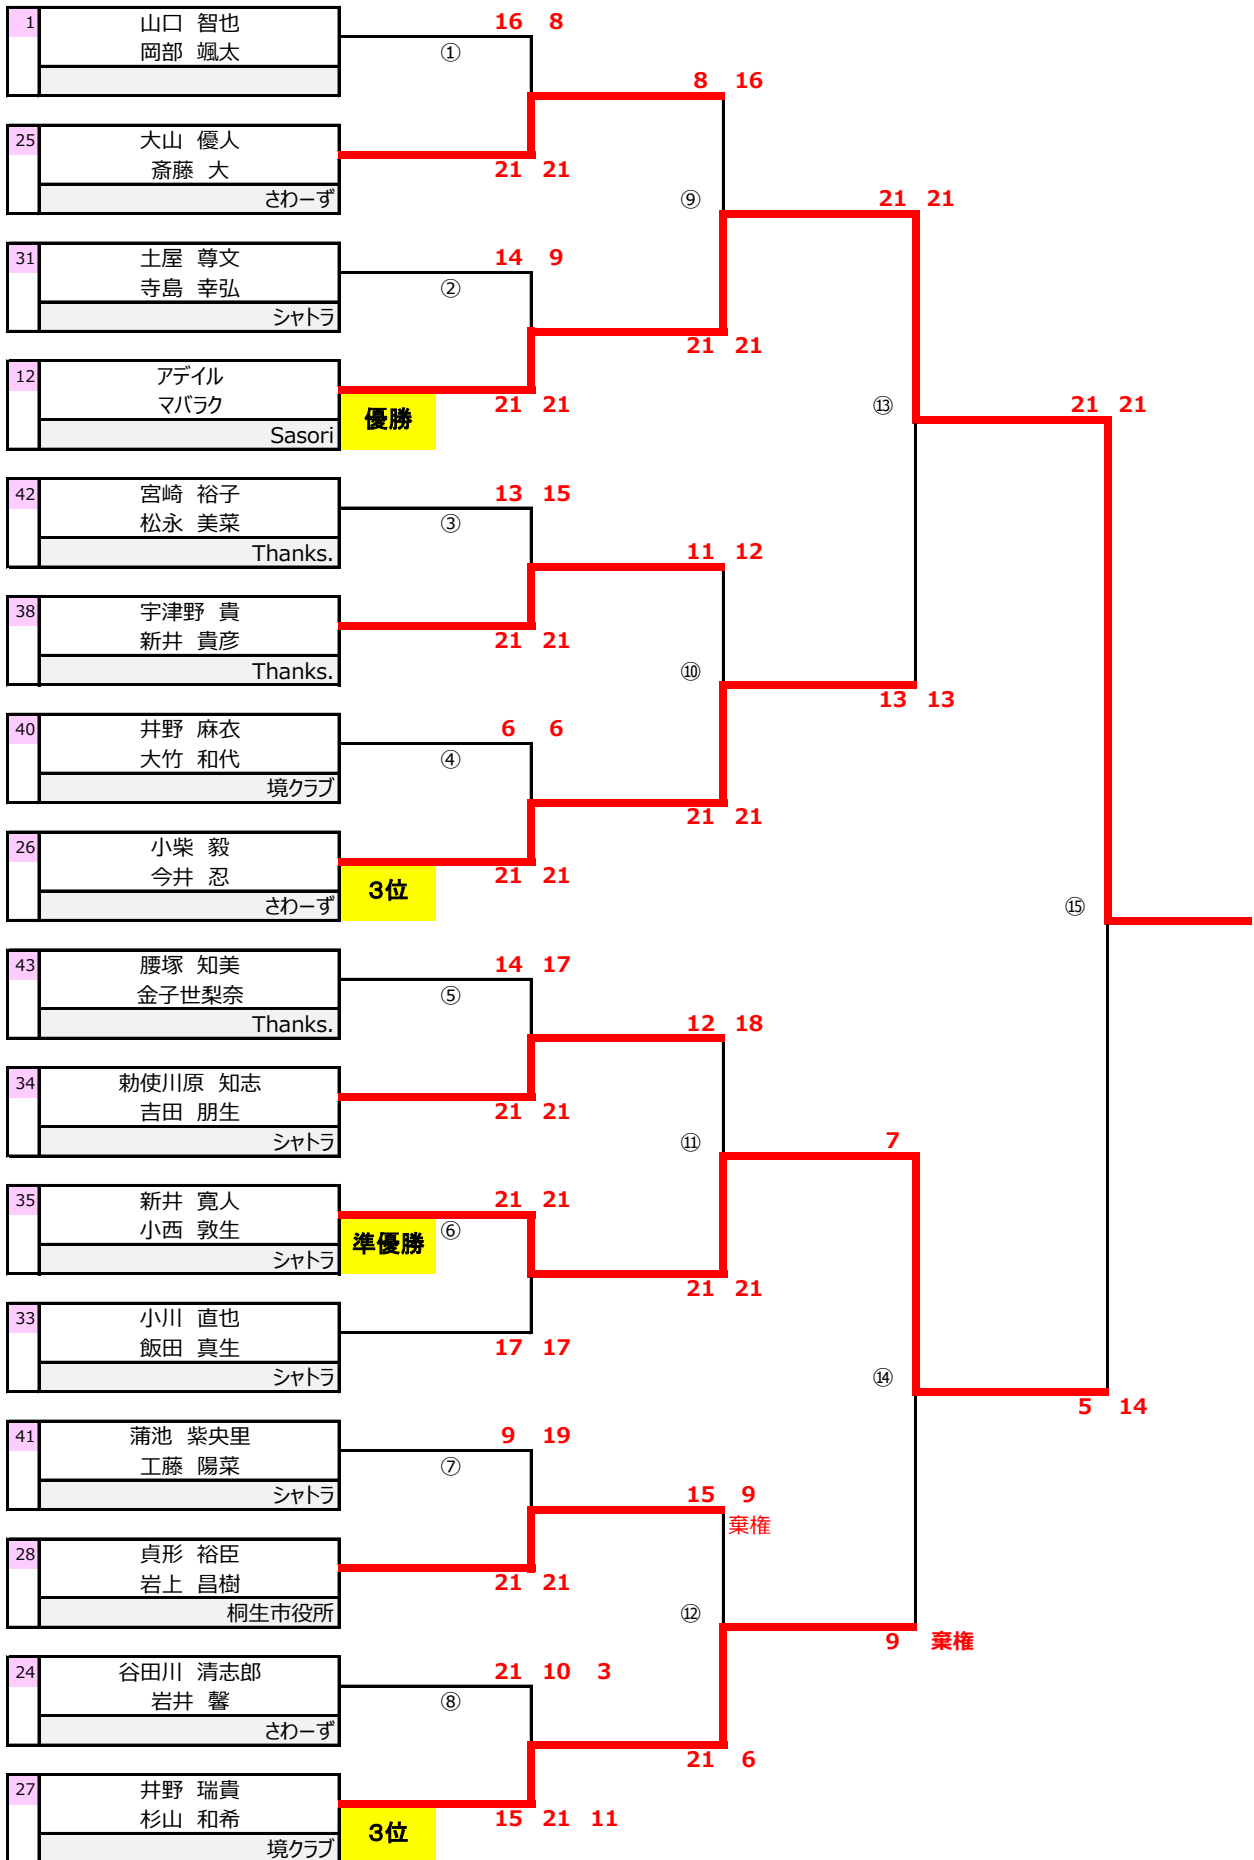 1
山口 智也
岡部 颯太
16 8
①
8 16
25
大山 優人
斎藤 大
さわーず
21 21
⑨
21 21
31
土屋 尊文
寺島 幸弘
シャトラ
14 9
②
21 21
12
アデイル
マバラク
Sasori
優勝
21 21
⑬
21 21
42
宮崎 裕子
松永 美菜
Thanks.
13 15
③
11 12
38
宇津野 貴
新井 貴彦
Thanks.
21 21
⑩
13 13
40
井野 麻衣
大竹 和代
境クラブ
6 6
④
21 21
26
小柴 毅
今井 忍
さわーず
3位
21 21
⑮
43
腰塚 知美
金子世梨奈
Thanks.
14 17
⑤
12 18
34
勅使川原 知志
吉田 朋生
シャトラ
21 21
⑪
7
35
新井 寛人
小西 敦生
シャトラ
準優勝
21 21
⑥
21 21
33
小川 直也
飯田 真生
シャトラ
17 17
⑭
5 14
41
蒲池 紫央里
工藤 陽菜
シャトラ
9 19
⑦
15 9
棄権
28
貞形 裕臣
岩上 昌樹
桐生市役所
21 21
⑫
9 棄権
24
谷田川 清志郎
岩井 馨
さわーず
21 10 3
⑧
21 6
27
井野 瑞貴
杉山 和希
境クラブ
3位
15 21 11